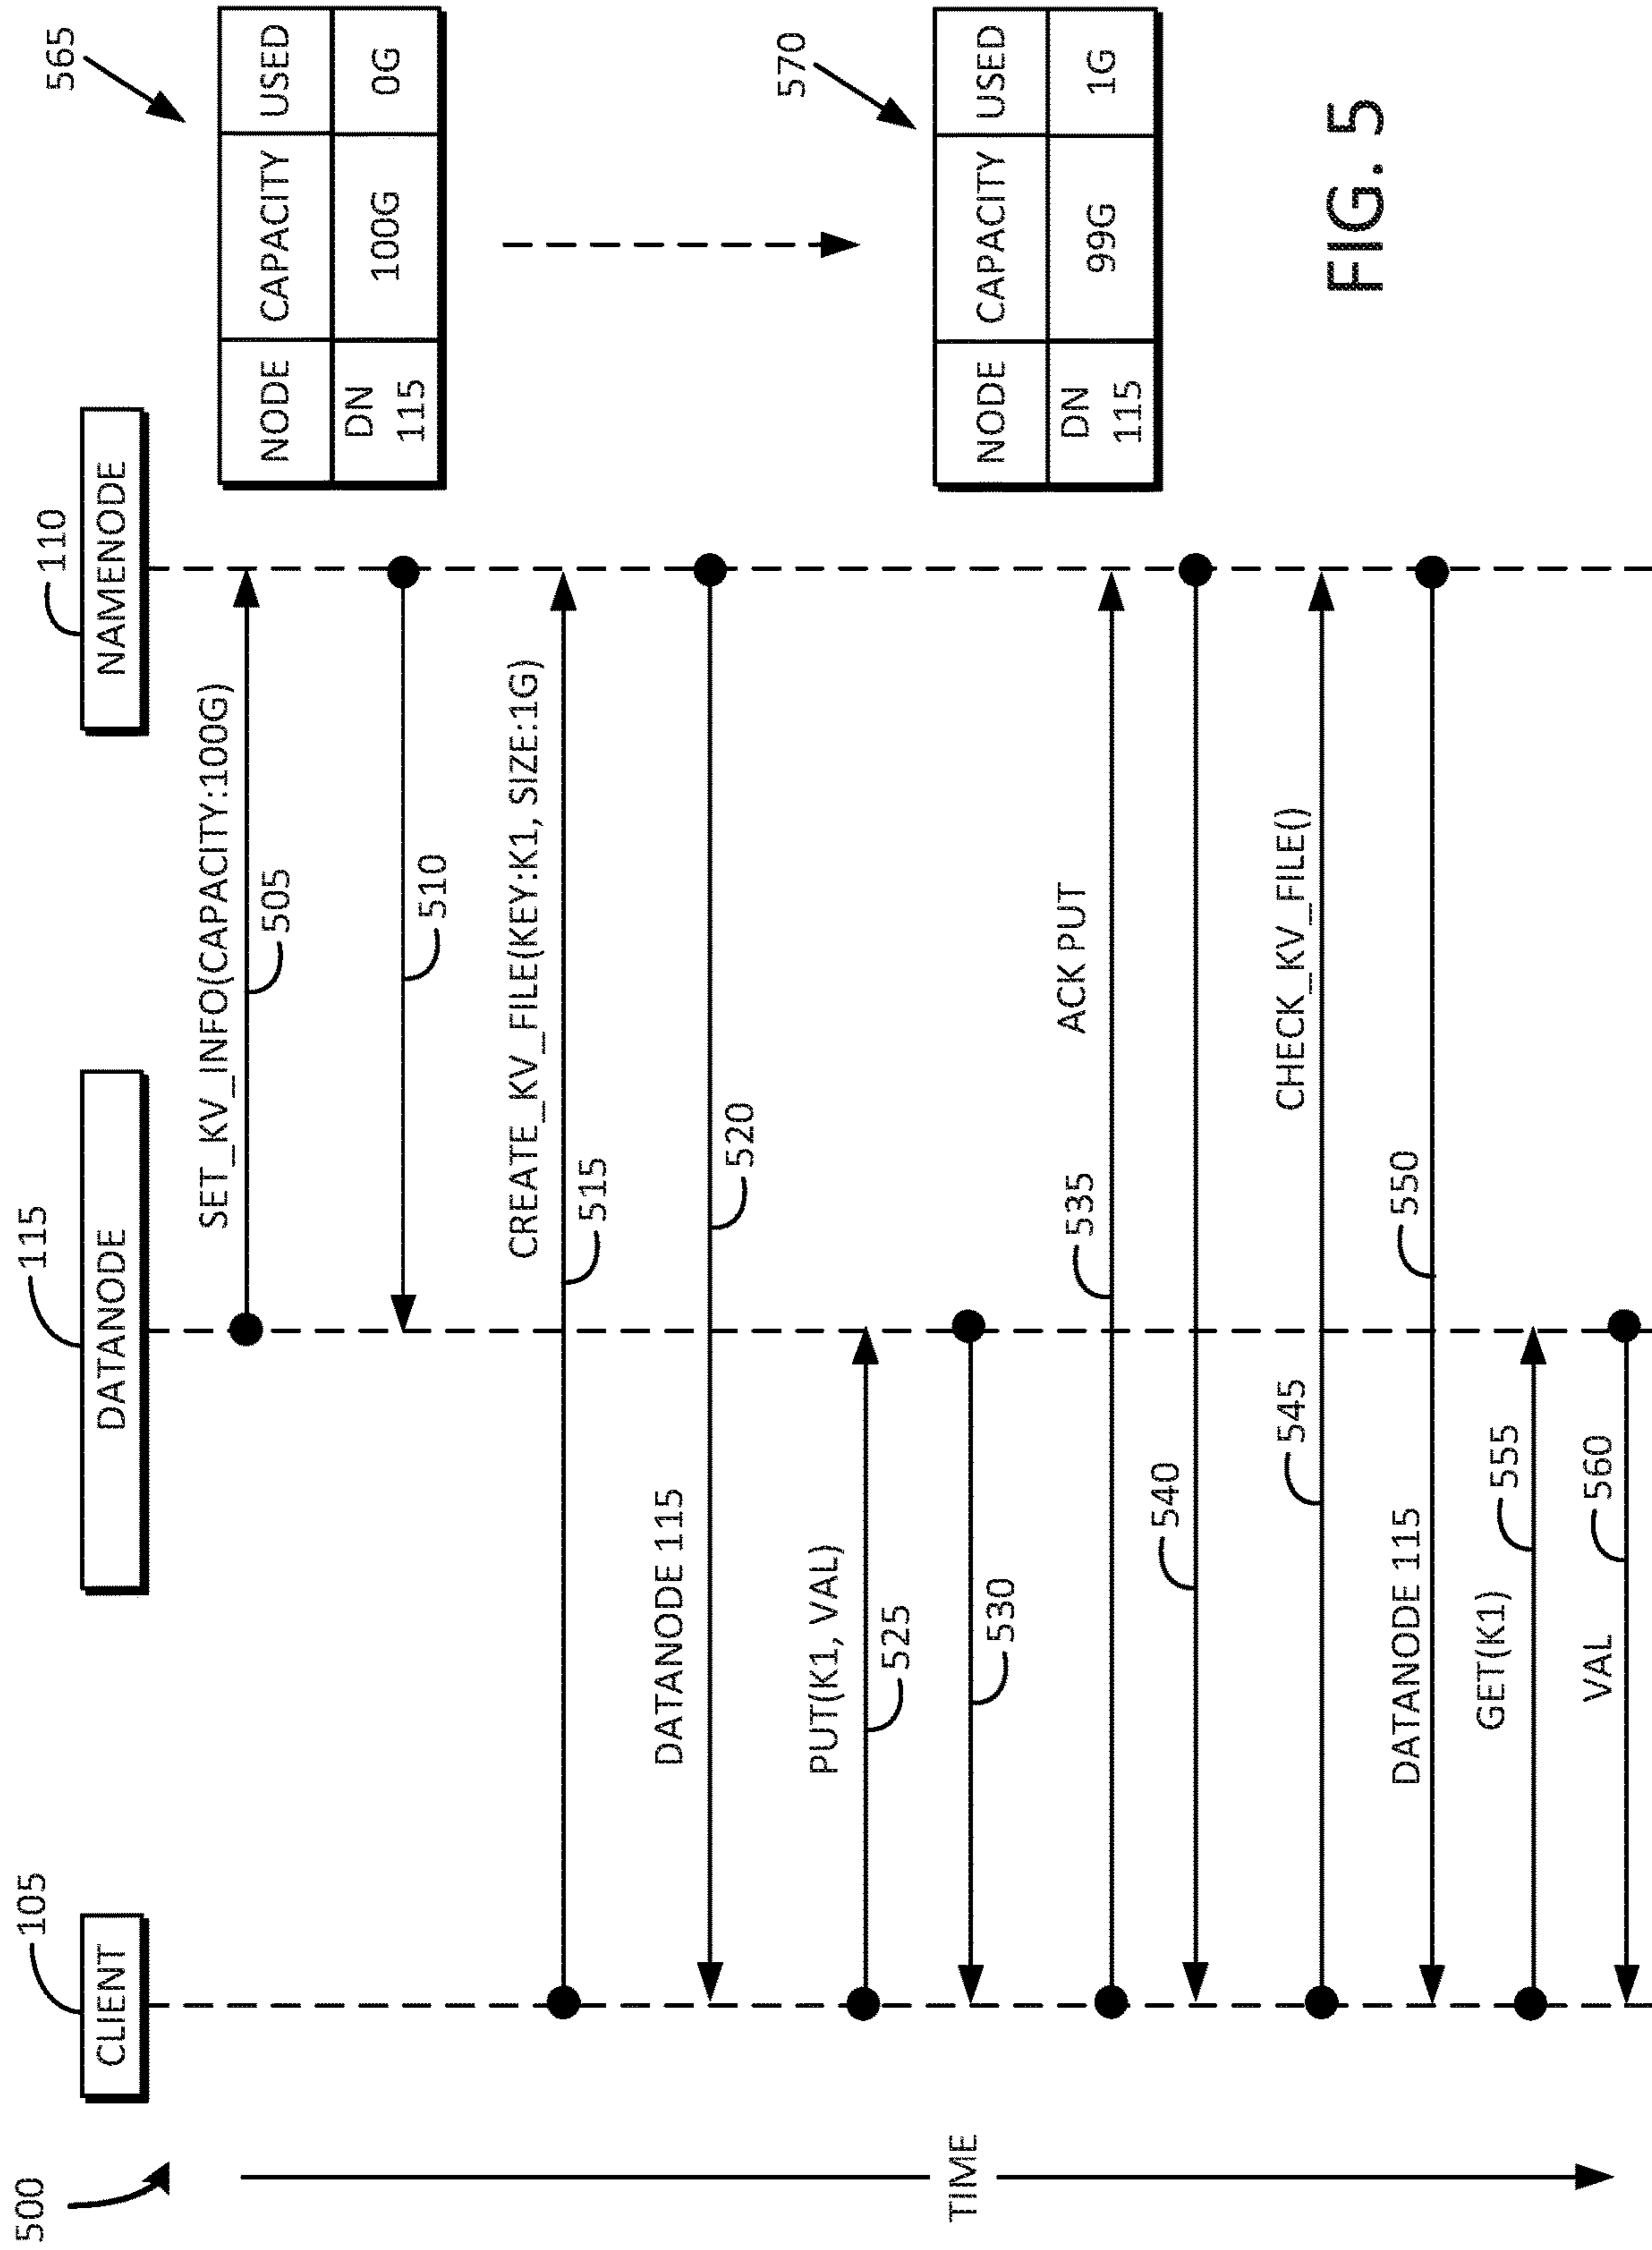 500
CLIENT
105
DATANODE
115
NAMENODE
110
565
NODE CAPACITY USED
DN 115 100G 0G
SET_KV_INFO(CAPACITY:100G)
505
510
CREATE_KV_FILE(KEY:K1, SIZE:1G)
515
DATANODE 115
520
PUT(K1, VAL)
525
530
TIME
ACK PUT
535
540
CHECK_KV_FILE()
545
DATANODE 115
550
GET(K1)
555
VAL
560
570
NODE CAPACITY USED
DN 115 99G 1G
FIG. 5